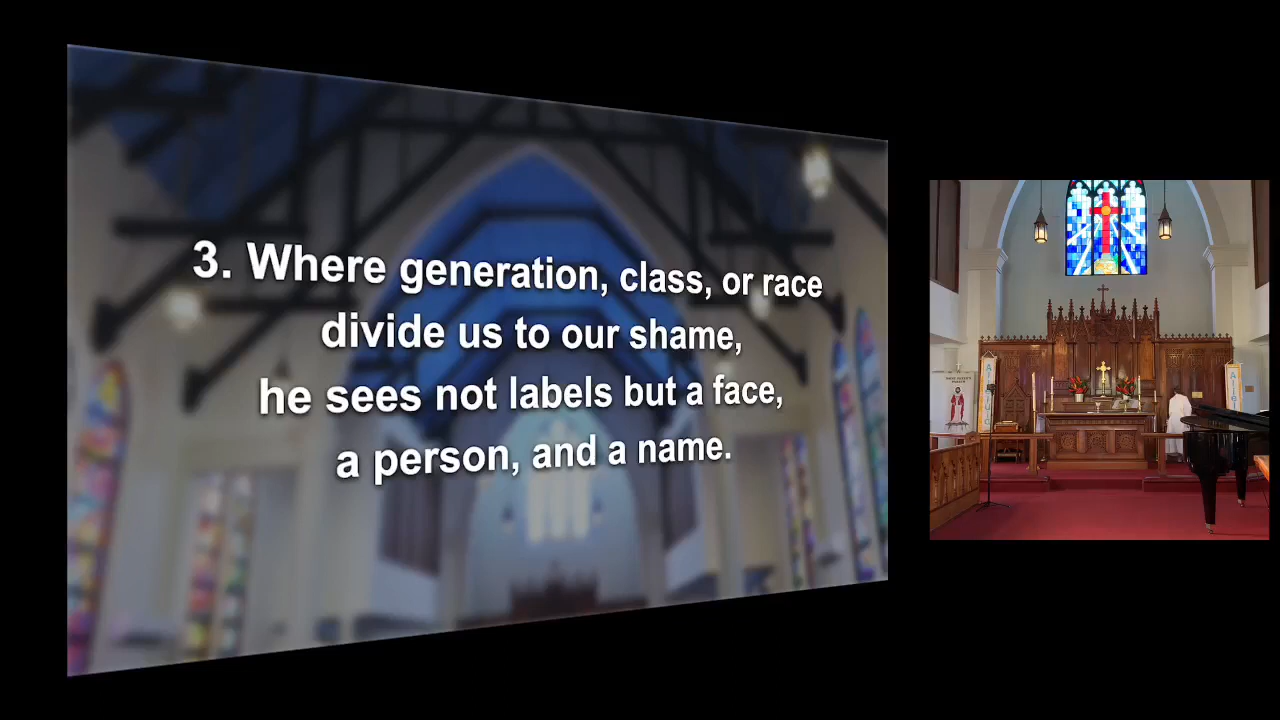 3. Where generation, class, or race
divide us to our shame,
he sees not labels but a face,
a person, and a name.